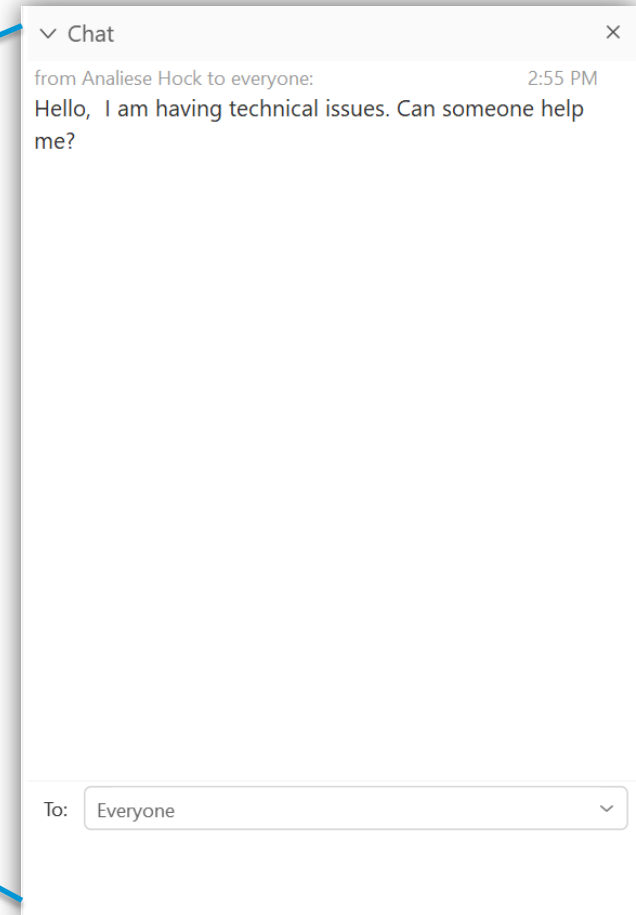 Chat
from Analiese Hock to everyone: 2:55 PM
Hello,  I am having technical issues. Can someone help
me?
To: Everyone